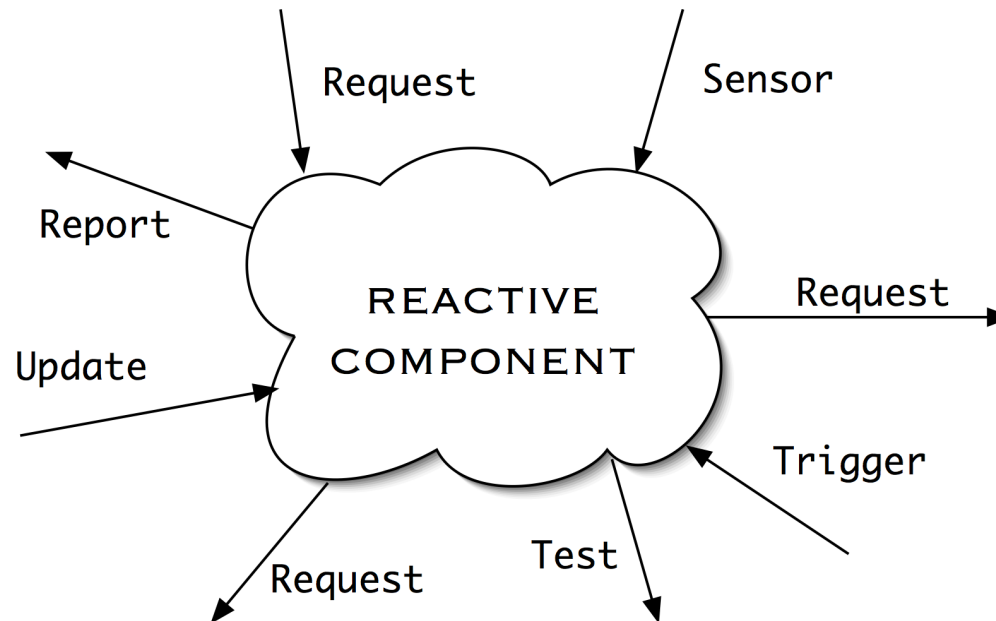 Request
Sensor
Report
Request
REACTIVE
COMPONENT
Update
Trigger
Test
Request